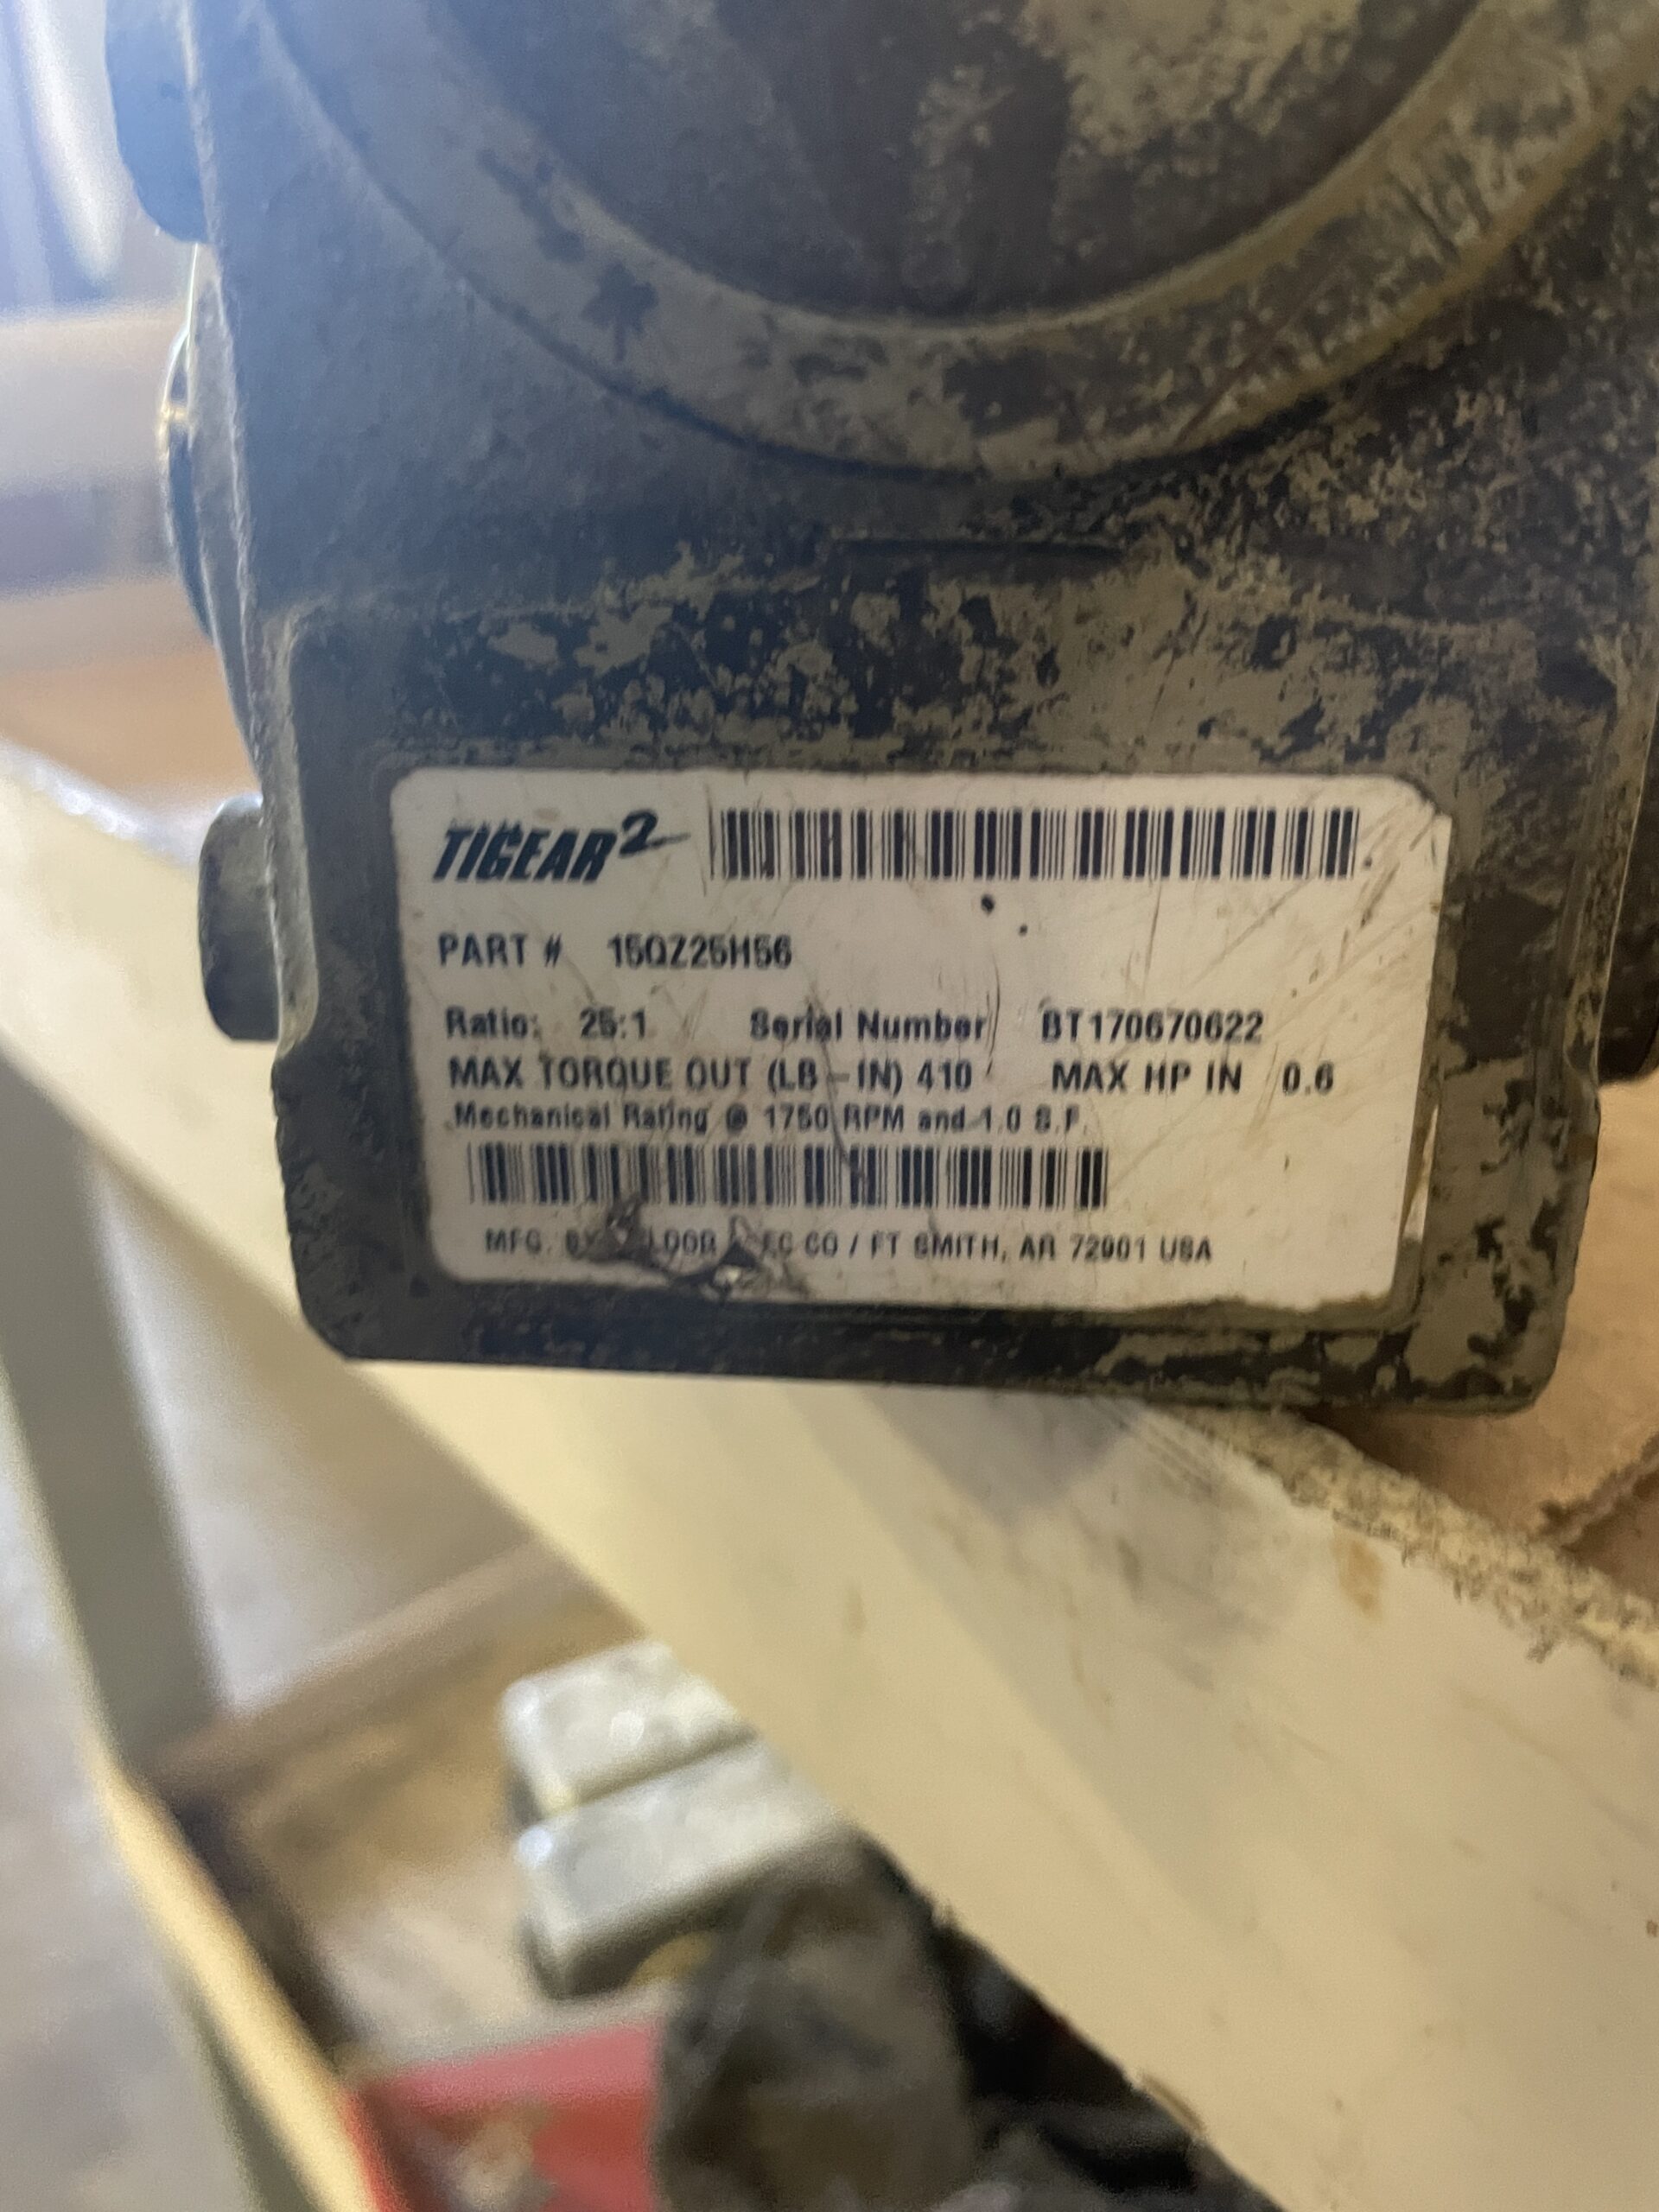 TIGEAR2
PART # 15QZ25H56
Ratio: 25:1 Serial Number BT170670622
MAX TORQUE OUT (LB-IN) 410 MAX HP IN 0.6
Mechanical Rating @ 1750 RPM and 1.0 S.F.
MFG. BY CO / FT SMITH, AR 72901 USA